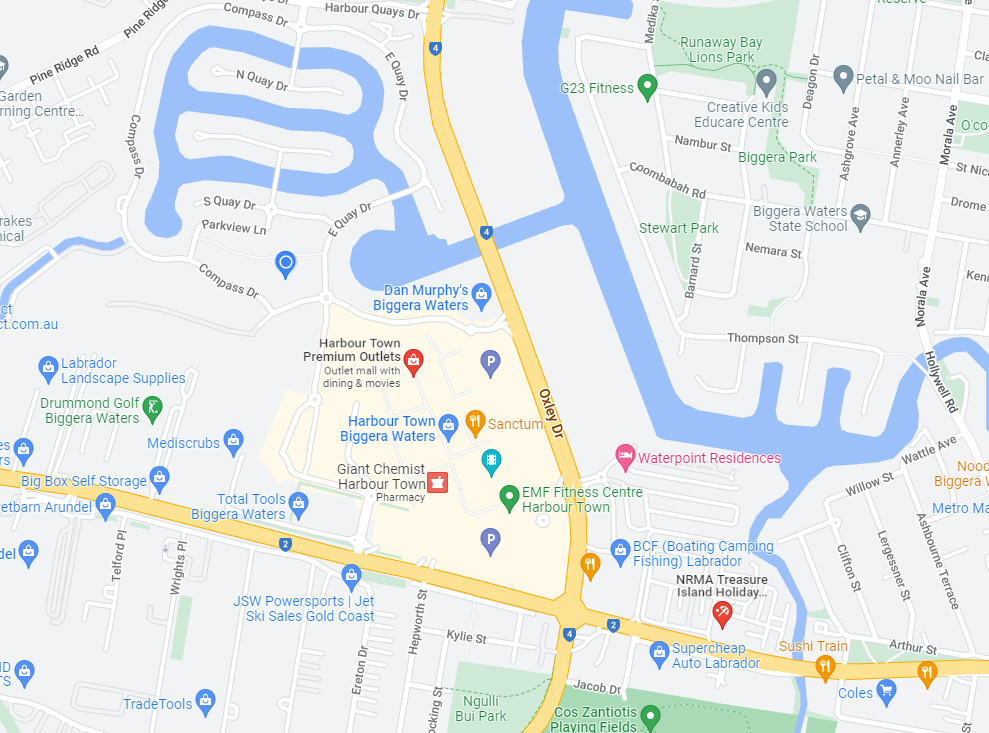 Pine Ridge
Compass Dr
Harbour Quays Dr
4
Pine Ridge Rd
E Quay Dr
Medika
Reserve
Runaway Bay
Lions Park
Deagon Dr
Garden
rning Centre...
N Quay Dr
G23 Fitness
Petal & Moo Nail Bar
Creative Kids
Educare Centre
Ashgrove Ave
Annerley Ave
Morala Ave
O'co
Compass Dr
Nambur St
Biggera Park
Coombabah Rd
St Nic
S Quay Dr
E Quay Dr
Parkview Ln
rakes
nical
4
Stewart Park
Biggera Waters
State School
Drome
Nemara St
Barnard St
Compass Dr
Kenn
Morala Ave
ct
ct.com.au
Dan Murphy's
Biggera Waters
Thompson St
Harbour Town
Premium Outlets
Outlet mall with
dining & movies
P
Labrador
Landscape Supplies
Hollywell Rd
Drummond Golf
Biggera Waters
Oxley Dr
Mediscrubs
Harbour Town
Biggera Waters
Sanctum
es
rs
Waterpoint Residences
Wattle Ave
Big Box Self Storage
Giant Chemist
Harbour Town
Pharmacy
Nood
Biggera W
Willow St
etbarn Arundel
Total Tools
Biggera Waters
EMF Fitness Centre
Harbour Town
Metro Ma
Telford Pl
Wrights Pl
2
P
del
BCF (Boating Camping
Fishing) Labrador
Clifton St
Lergessner St
Ashbourne Terrace
NRMA Treasure
Island Holiday...
JSW Powersports | Jet
Ski Sales Gold Coast
Hepworth St
Kylie St
4
2
Arthur St
Sushi Train
Supercheap
Auto Labrador
Ereton Dr
ND
TS
TradeTools
ocking St
Jacob Dr
Coles
Ngulli
Bui Park
Cos Zantiotis
Playing Fields